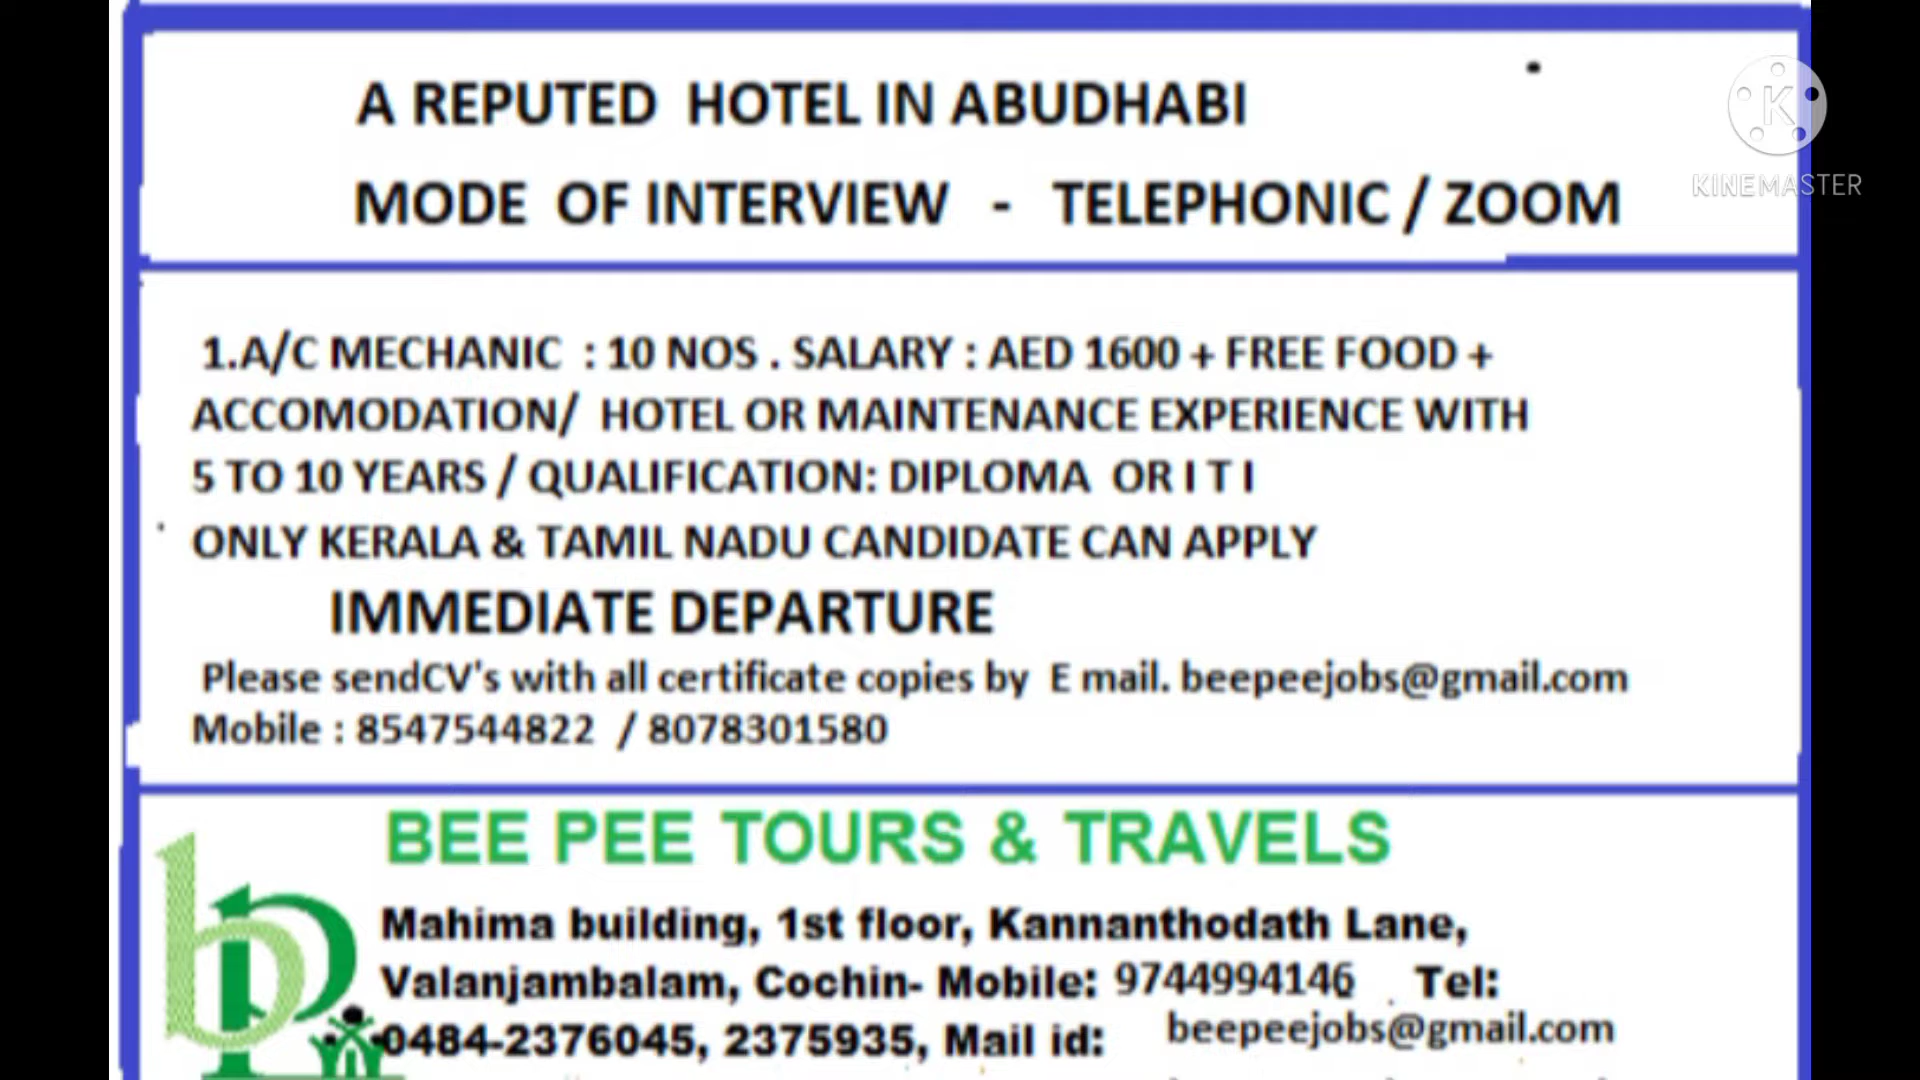 A REPUTED HOTEL IN ABUDHABI
MODE OF INTERVIEW - TELEPHONIC / ZOOM
KINEMASTER
1.A/C MECHANIC : 10 NOS . SALARY : AED 1600 + FREE FOOD +
ACCOMODATION/ HOTEL OR MAINTENANCE EXPERIENCE WITH
5 TO 10 YEARS / QUALIFICATION: DIPLOMA OR I T I
ONLY KERALA & TAMIL NADU CANDIDATE CAN APPLY
IMMEDIATE DEPARTURE
Please sendCV's with all certificate copies by E mail. beepeejobs@gmail.com
Mobile : 8547544822 / 8078301580
BEE PEE TOURS & TRAVELS
Mahima building, 1st floor, Kannanthodath Lane,
Valanjambalam, Cochin- Mobile: 9744994146 Tel:
0484-2376045, 2375935, Mail id: beepeejobs@gmail.com